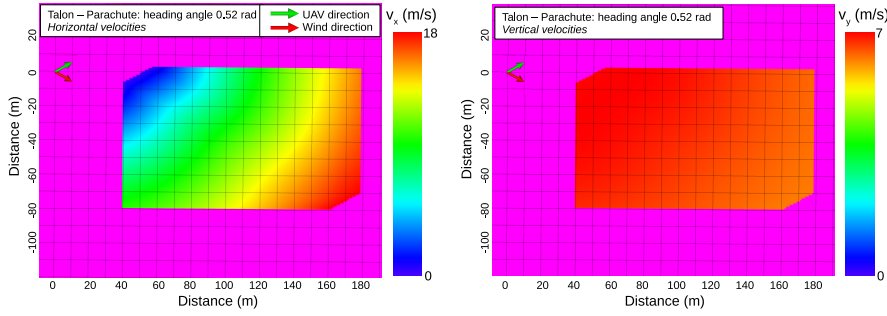 Talon – Parachute: heading angle 0.52 rad
Horizontal velocities
UAV direction
Wind direction
20
0
-20
-40
-60
-80
-100
Distance (m)
0 20 40 60 80 100 120 140 160 180
Distance (m)
vx (m/s)
18
0
Talon – Parachute: heading angle 0.52 rad
Vertical velocities
20
0
-20
-40
-60
-80
-100
Distance (m)
0 20 40 60 80 100 120 140 160 180
Distance (m)
vy (m/s)
7
0